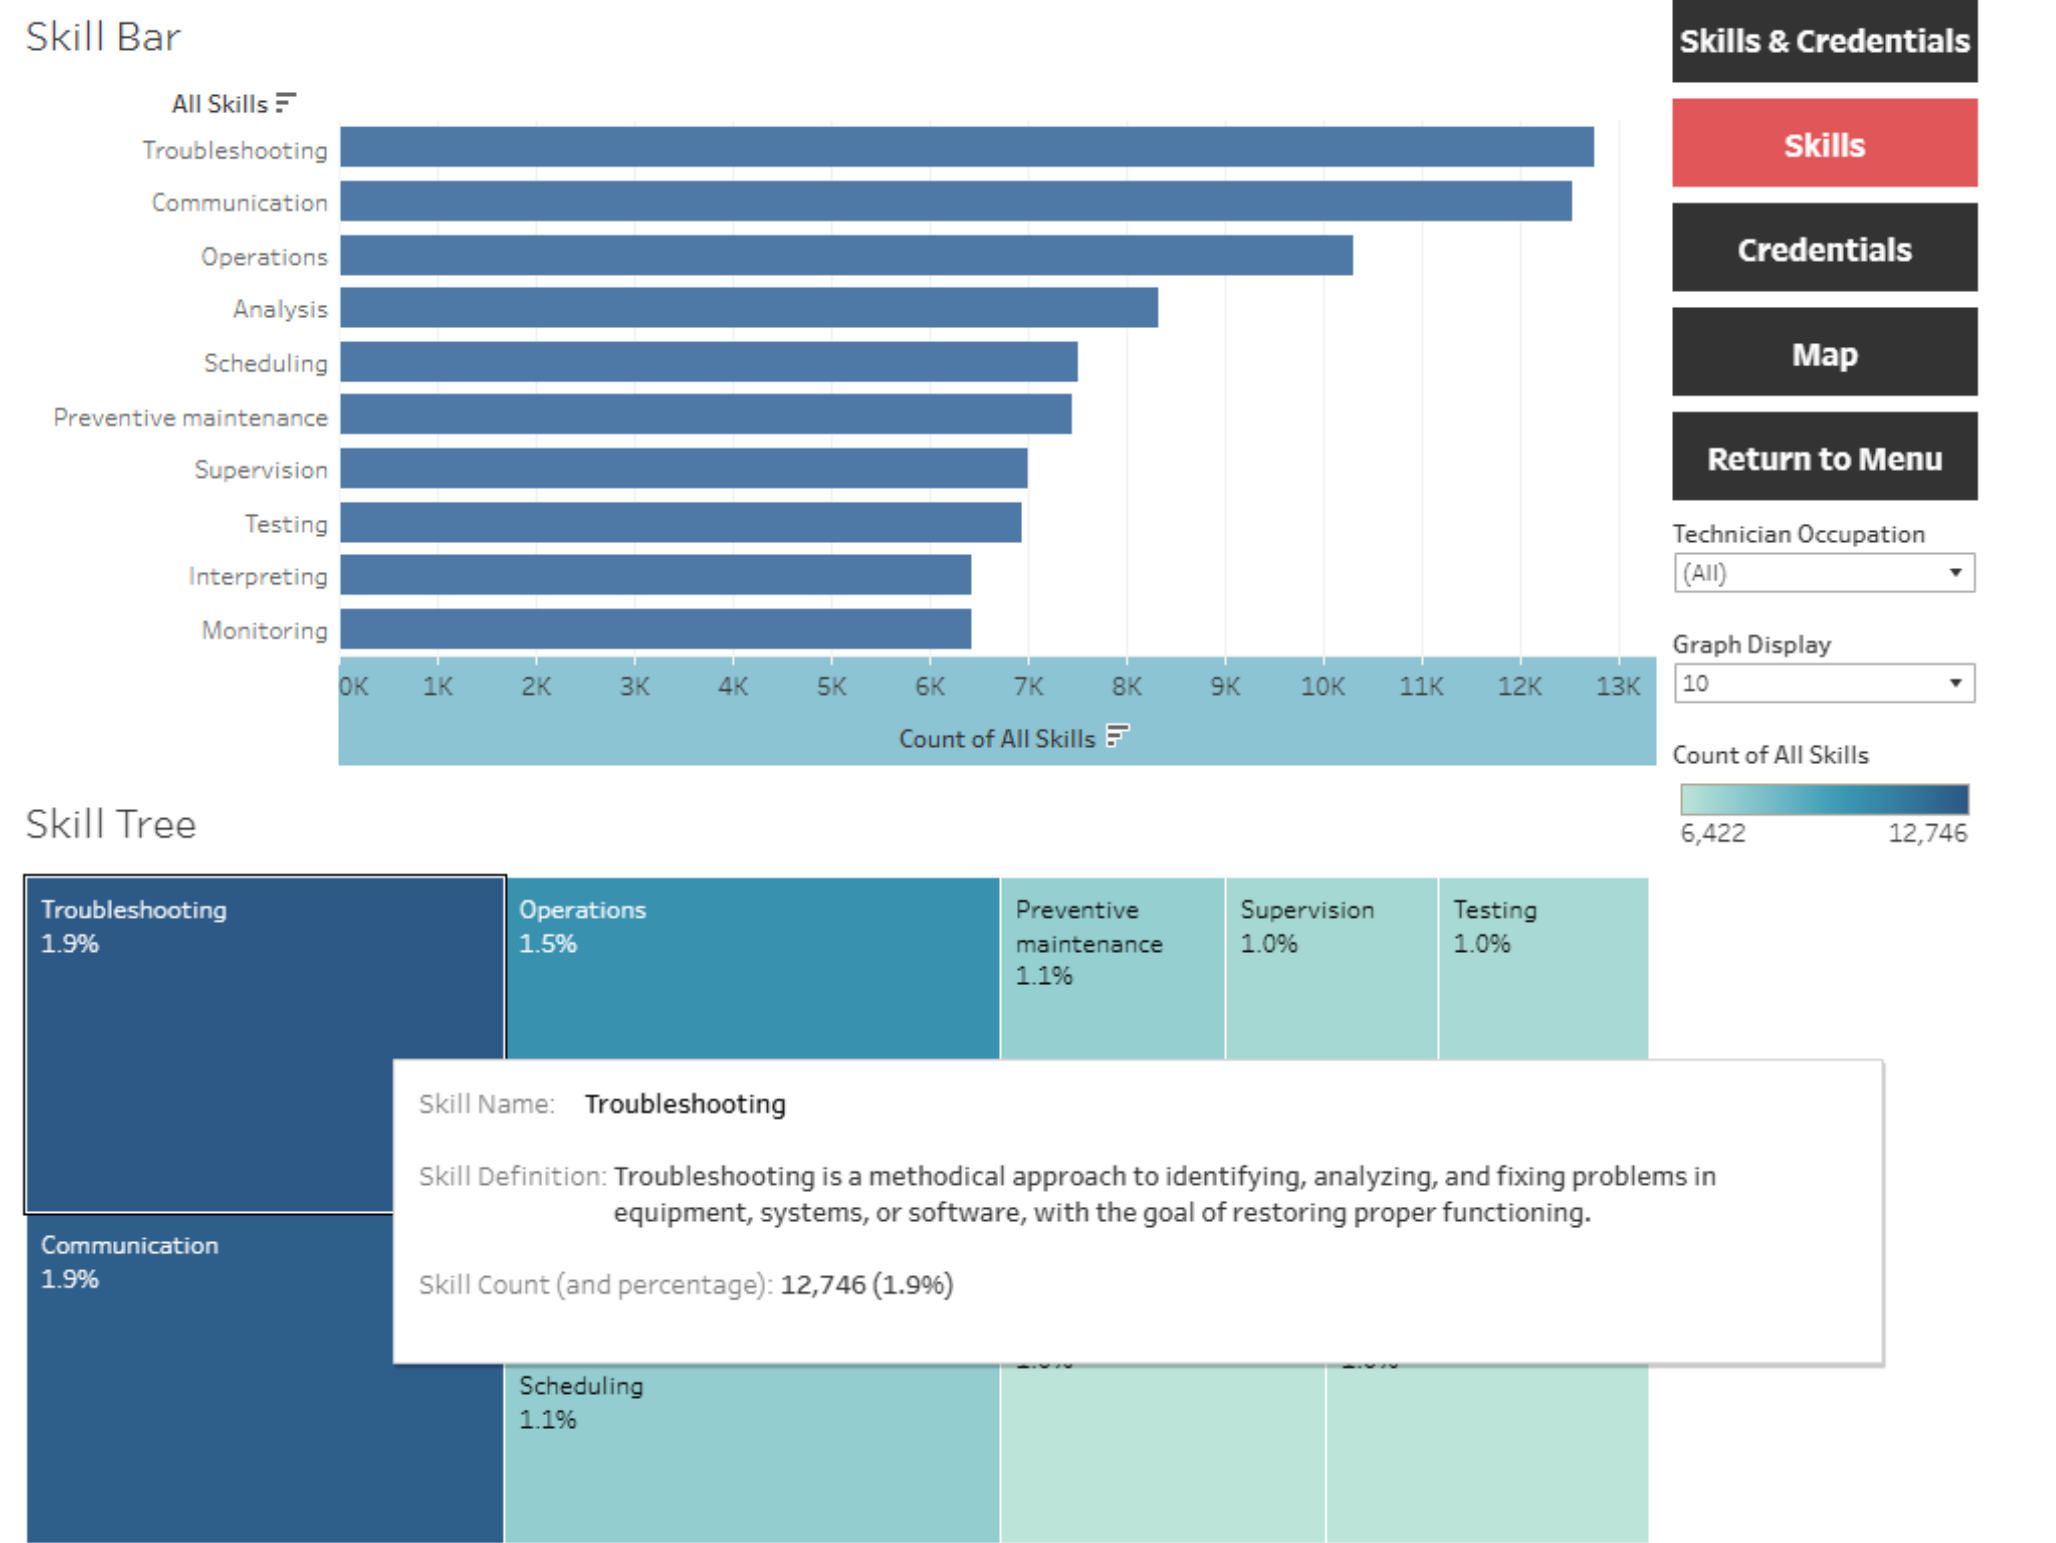 Skill Bar
All Skills
Troubleshooting
Communication
Operations
Analysis
Scheduling
Preventive maintenance
Supervision
Testing
Interpreting
Monitoring
0K 1K 2K 3K 4K 5K 6K 7K 8K 9K 10K 11K 12K 13K
Count of All Skills
Skills & Credentials
Skills
Credentials
Map
Return to Menu
Technician Occupation
(All)
Graph Display
10
Count of All Skills
6,422 12,746
Skill Tree
Troubleshooting
1.9%
Operations
1.5%
Preventive
maintenance
1.1%
Supervision
1.0%
Testing
1.0%
Skill Name: Troubleshooting
Skill Definition: Troubleshooting is a methodical approach to identifying, analyzing, and fixing problems in
equipment, systems, or software, with the goal of restoring proper functioning.
Skill Count (and percentage): 12,746 (1.9%)
Communication
1.9%
Scheduling
1.1%